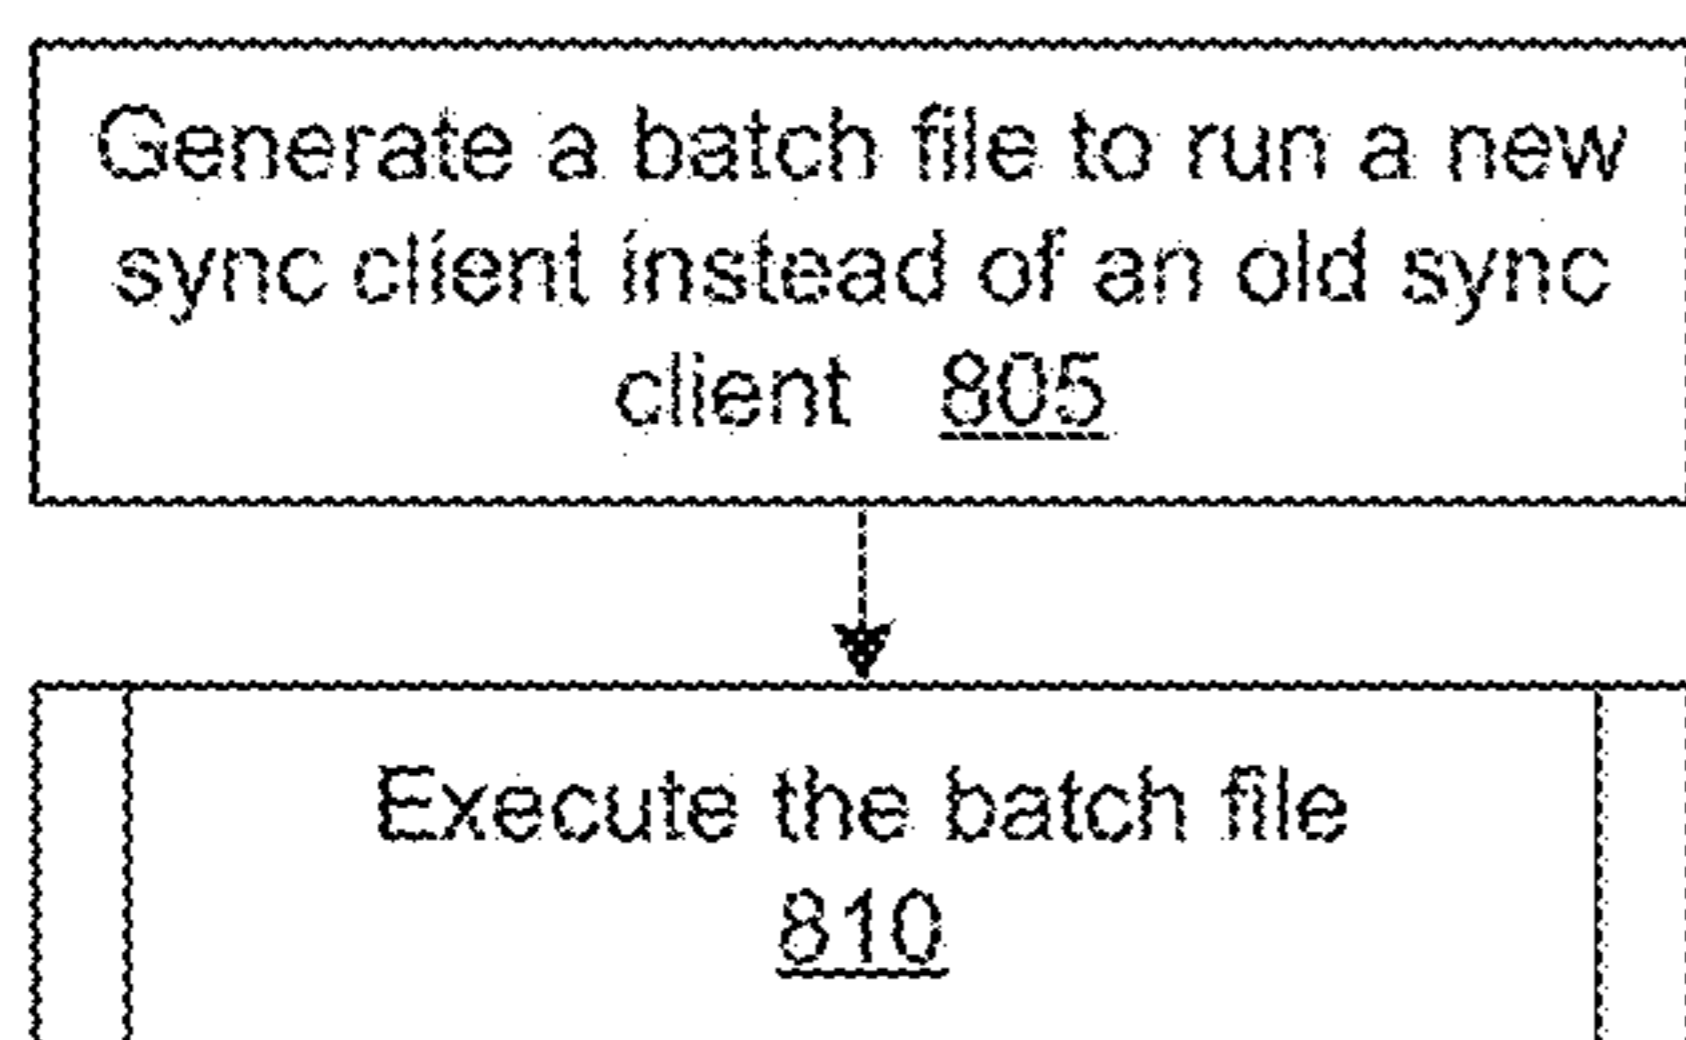 Generate a batch file to run a new
sync client instead of an old sync
client 805
Execute the batch file
810